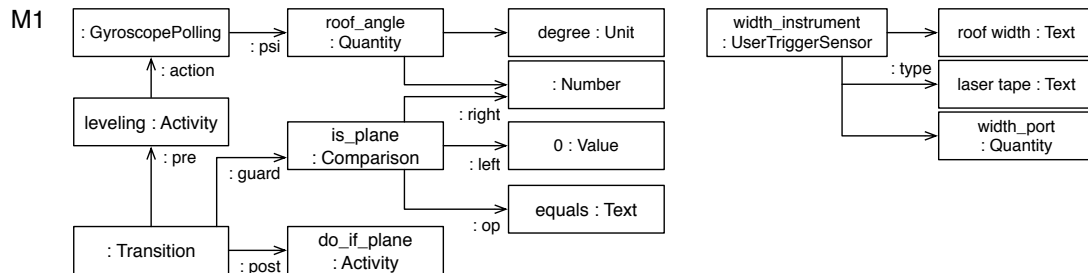 M1
: GyroscopePolling
: psi
roof_angle
: Quantity
degree : Unit
: Number
: action
leveling : Activity
: right
is_plane
: Comparison
0 : Value
: left
: pre
: guard
equals : Text
: op
: Transition
: post
do_if_plane
: Activity
width_instrument
: UserTriggerSensor
roof width : Text
: type
laser tape : Text
width_port
: Quantity